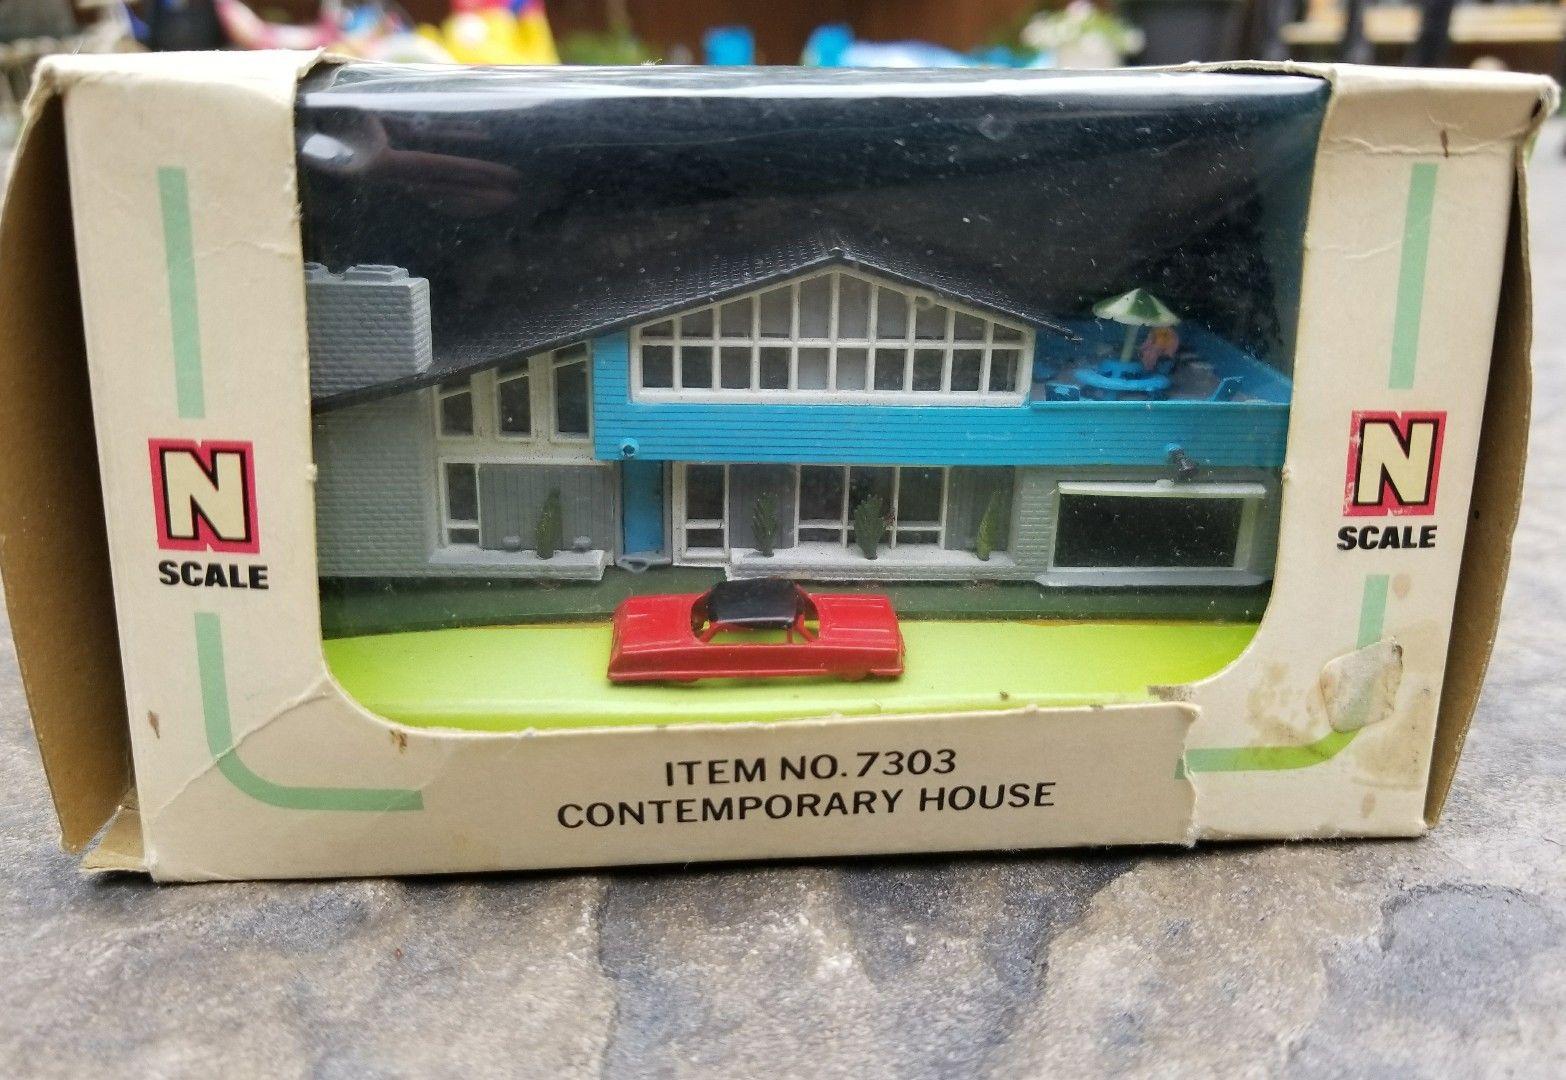 N
SCALE
N
SCALE
ITEM NO. 7303
CONTEMPORARY HOUSE